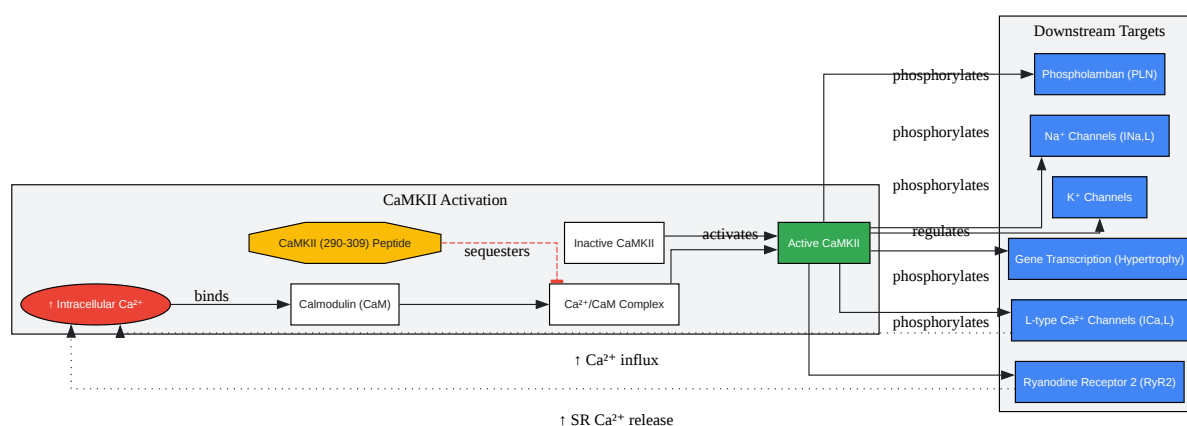 Downstream Targets
Phospholamban (PLN)
phosphorylates
Na⁺ Channels (INa,L)
phosphorylates
K⁺ Channels
phosphorylates
CaMKII Activation
CaMKII (290-309) Peptide
sequesters
Inactive CaMKII
activates
Active CaMKII
regulates
Gene Transcription (Hypertrophy)
phosphorylates
↑ Intracellular Ca²⁺
binds
Calmodulin (CaM)
Ca²⁺/CaM Complex
phosphorylates
L-type Ca²⁺ Channels (ICa,L)
↑ Ca²⁺ influx
Ryanodine Receptor 2 (RyR2)
↑ SR Ca²⁺ release